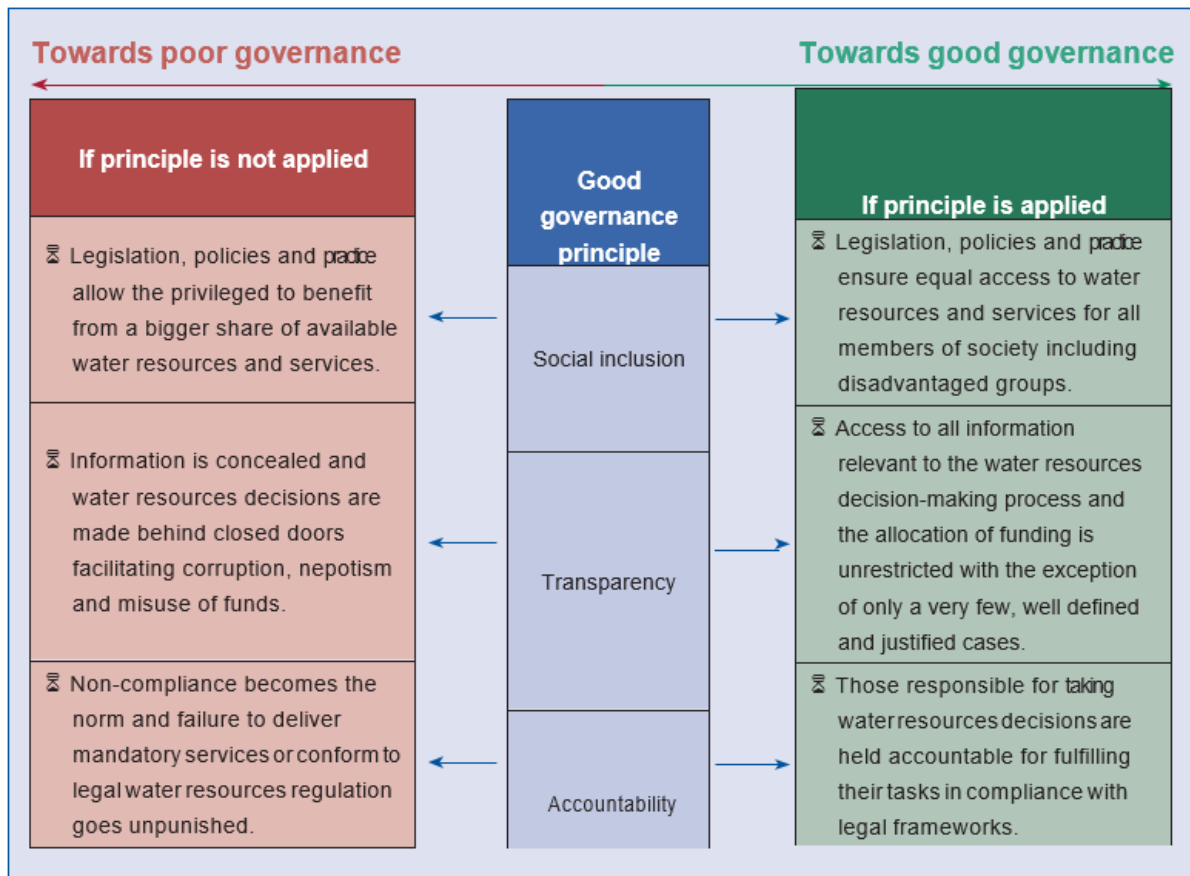 Towards poor governance
Towards good governance
If principle is not applied
Good
governance
principle
If principle is applied
⌛ Legislation, policies and practice
allow the privileged to benefit
from a bigger share of available
water resources and services.
Social inclusion
⌛ Legislation, policies and practice
ensure equal access to water
resources and services for all
members of society including
disadvantaged groups.
⌛ Information is concealed and
water resources decisions are
made behind closed doors
facilitating corruption, nepotism
and misuse of funds.
Transparency
⌛ Access to all information
relevant to the water resources
decision-making process and
the allocation of funding is
unrestricted with the exception
of only a very few, well defined
and justified cases.
⌛ Non-compliance becomes the
norm and failure to deliver
mandatory services or conform to
legal water resources regulation
goes unpunished.
Accountability
⌛ Those responsible for taking
water resources decisions are
held accountable for fulfilling
their tasks in compliance with
legal frameworks.